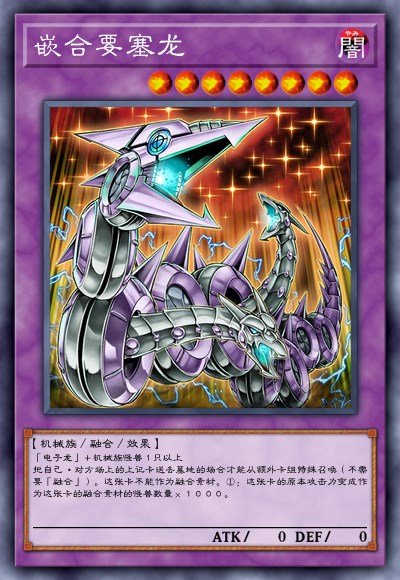 嵌合要塞龙
やみ
闇
【机械族／融合／效果】
「电子龙」＋机械族怪兽1只以上
把自己·对方场上的上记卡送去墓地的场合才能从额外卡组特殊召唤（不需
要「融合」）。这张卡不能作为融合素材。①：这张卡的原本攻击力变成作
为这张卡的融合素材的怪兽数量×１０００。
ATK/ 0 DEF/ 0